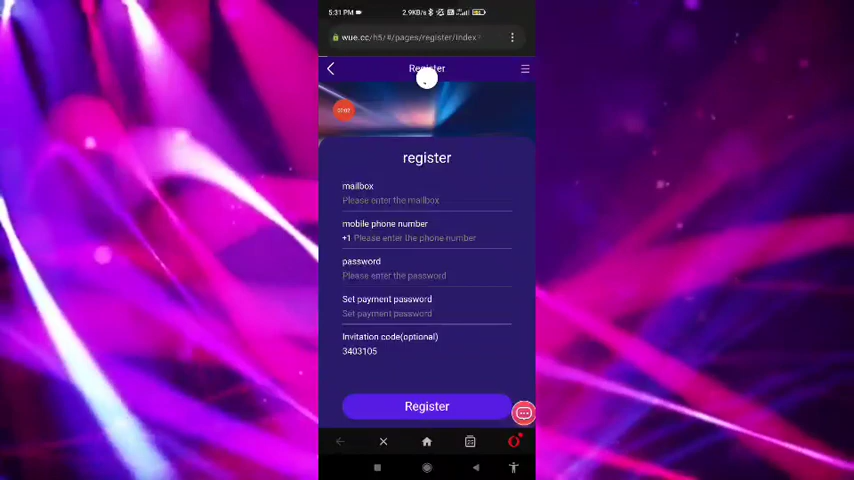 5:31 PM
2.9KB/s
wue.cc/h5/#/pages/register/index
Register
register
mailbox
Please enter the mailbox
mobile phone number
+1 Please enter the phone number
password
Please enter the password
Set payment password
Set payment password
Invitation code(optional)
3403105
Register